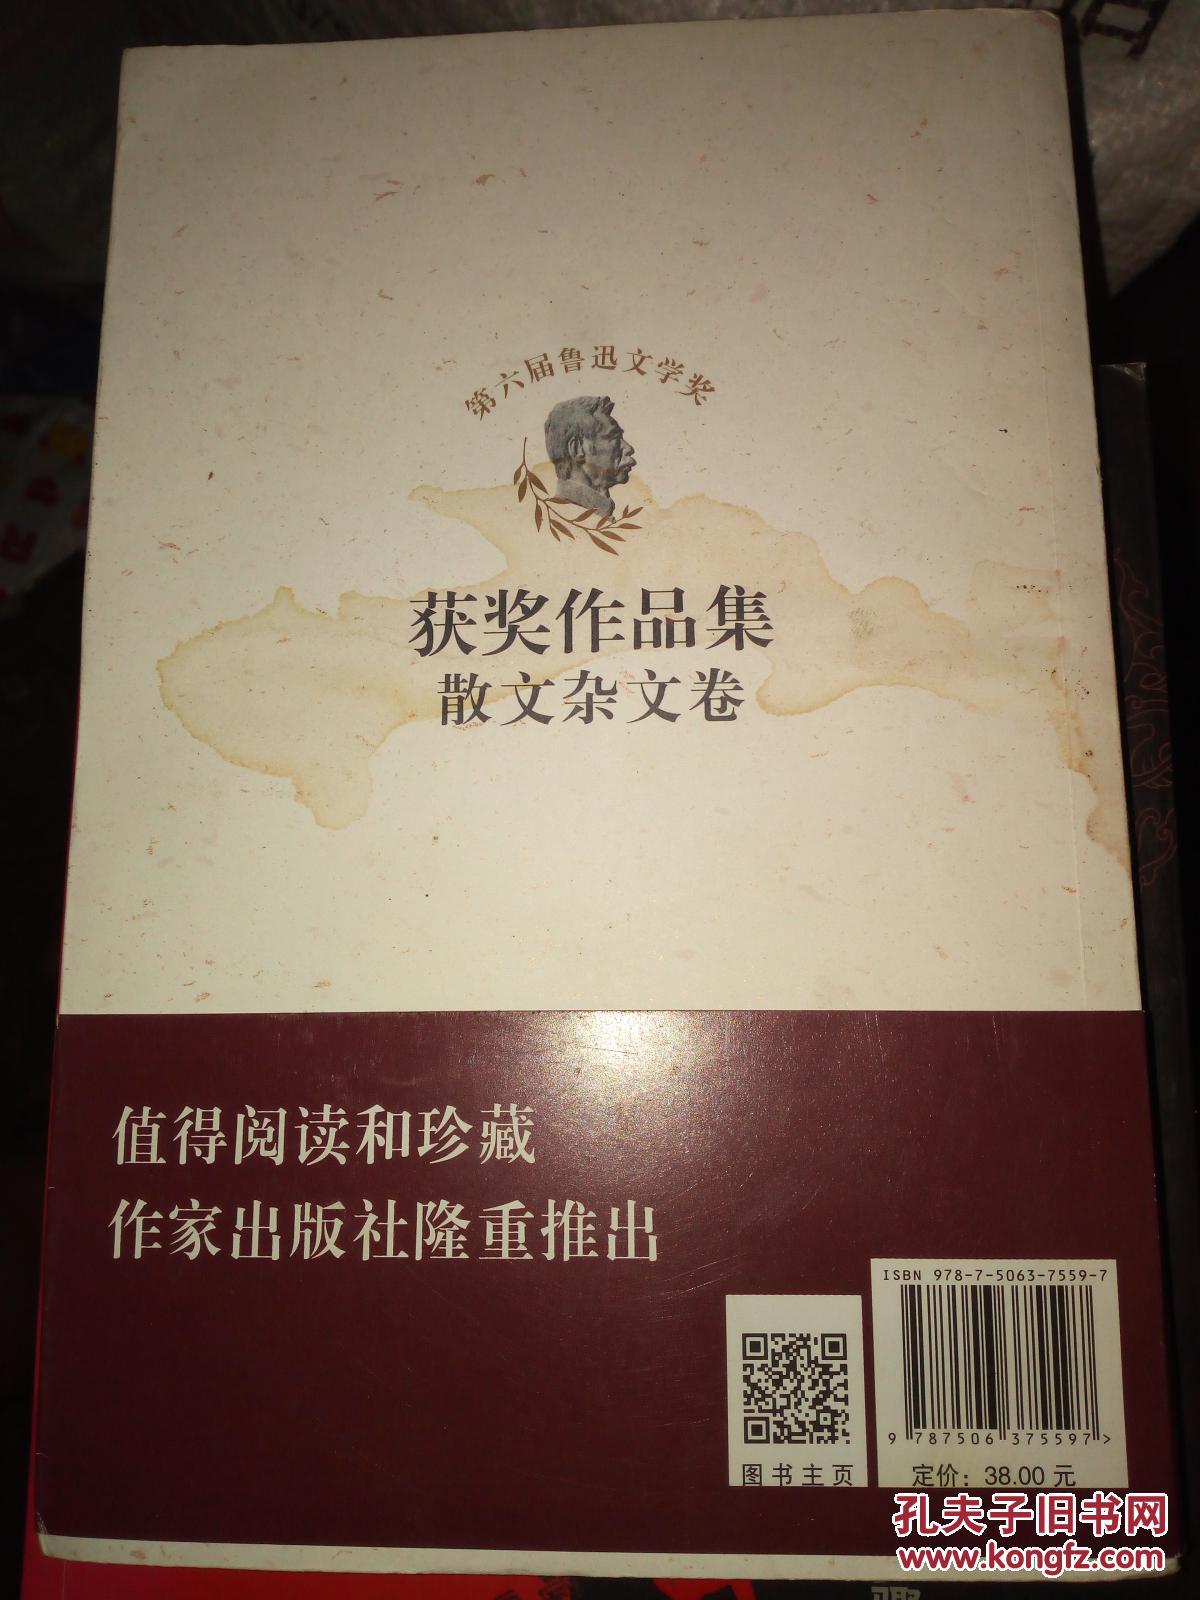 第六届鲁迅文学奖
获奖作品集
散文杂文卷
值得阅读和珍藏
作家出版社隆重推出
ISBN 978-7-5063-7559-7
9 787506 375597 >
图书主页
定价：38.00 元
孔夫子旧书网
www.kongfz.com